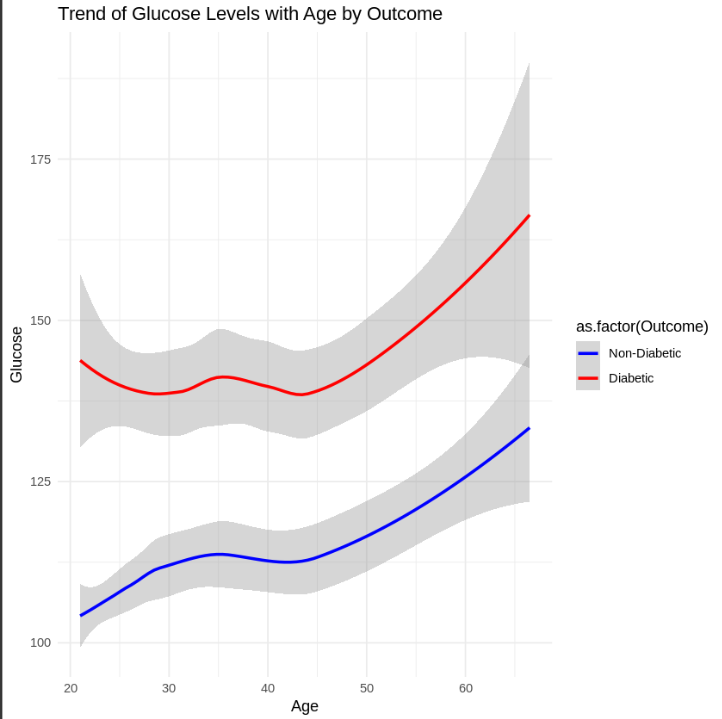 Trend of Glucose Levels with Age by Outcome
Glucose
175
150
125
100
20 30 40 50 60
Age
as.factor(Outcome)
Non-Diabetic
Diabetic